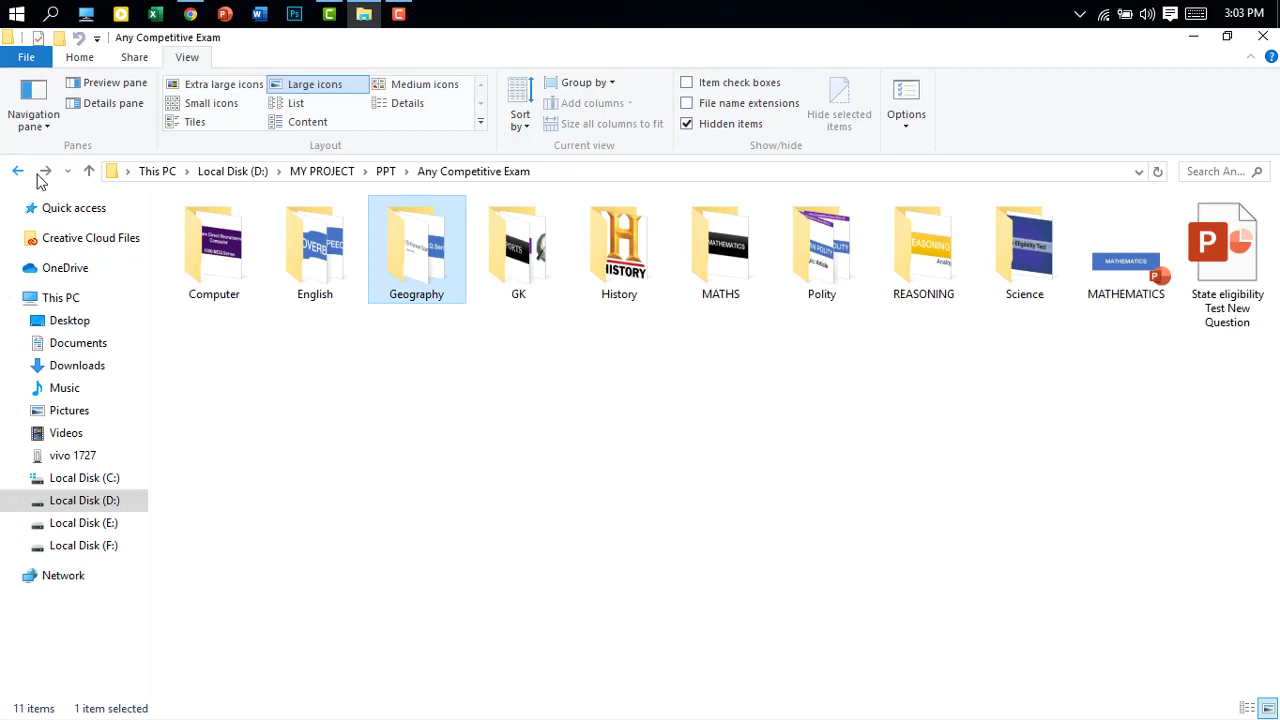 3:03 PM
Any Competitive Exam
File Home Share View
Navigation pane
Preview pane
Details pane
Panes
Extra large icons Large icons Medium icons
Small icons List Details
Tiles Content
Layout
Sort by
Group by
Add columns
Size all columns to fit
Current view
Item check boxes
File name extensions
Hidden items
Hide selected items
Show/hide
Options
This PC Local Disk (D:) MY PROJECT PPT Any Competitive Exam
Search An...
Quick access
Creative Cloud Files
OneDrive
This PC
Desktop
Documents
Downloads
Music
Pictures
Videos
vivo 1727
Local Disk (C:)
Local Disk (D:)
Local Disk (E:)
Local Disk (F:)
Network
HISTORY
MATHEMATICS
REASONING
MATHEMATICS
Computer English Geography GK History MATHS Polity REASONING Science MATHEMATICS State eligibility
Test New
Question
11 items 1 item selected